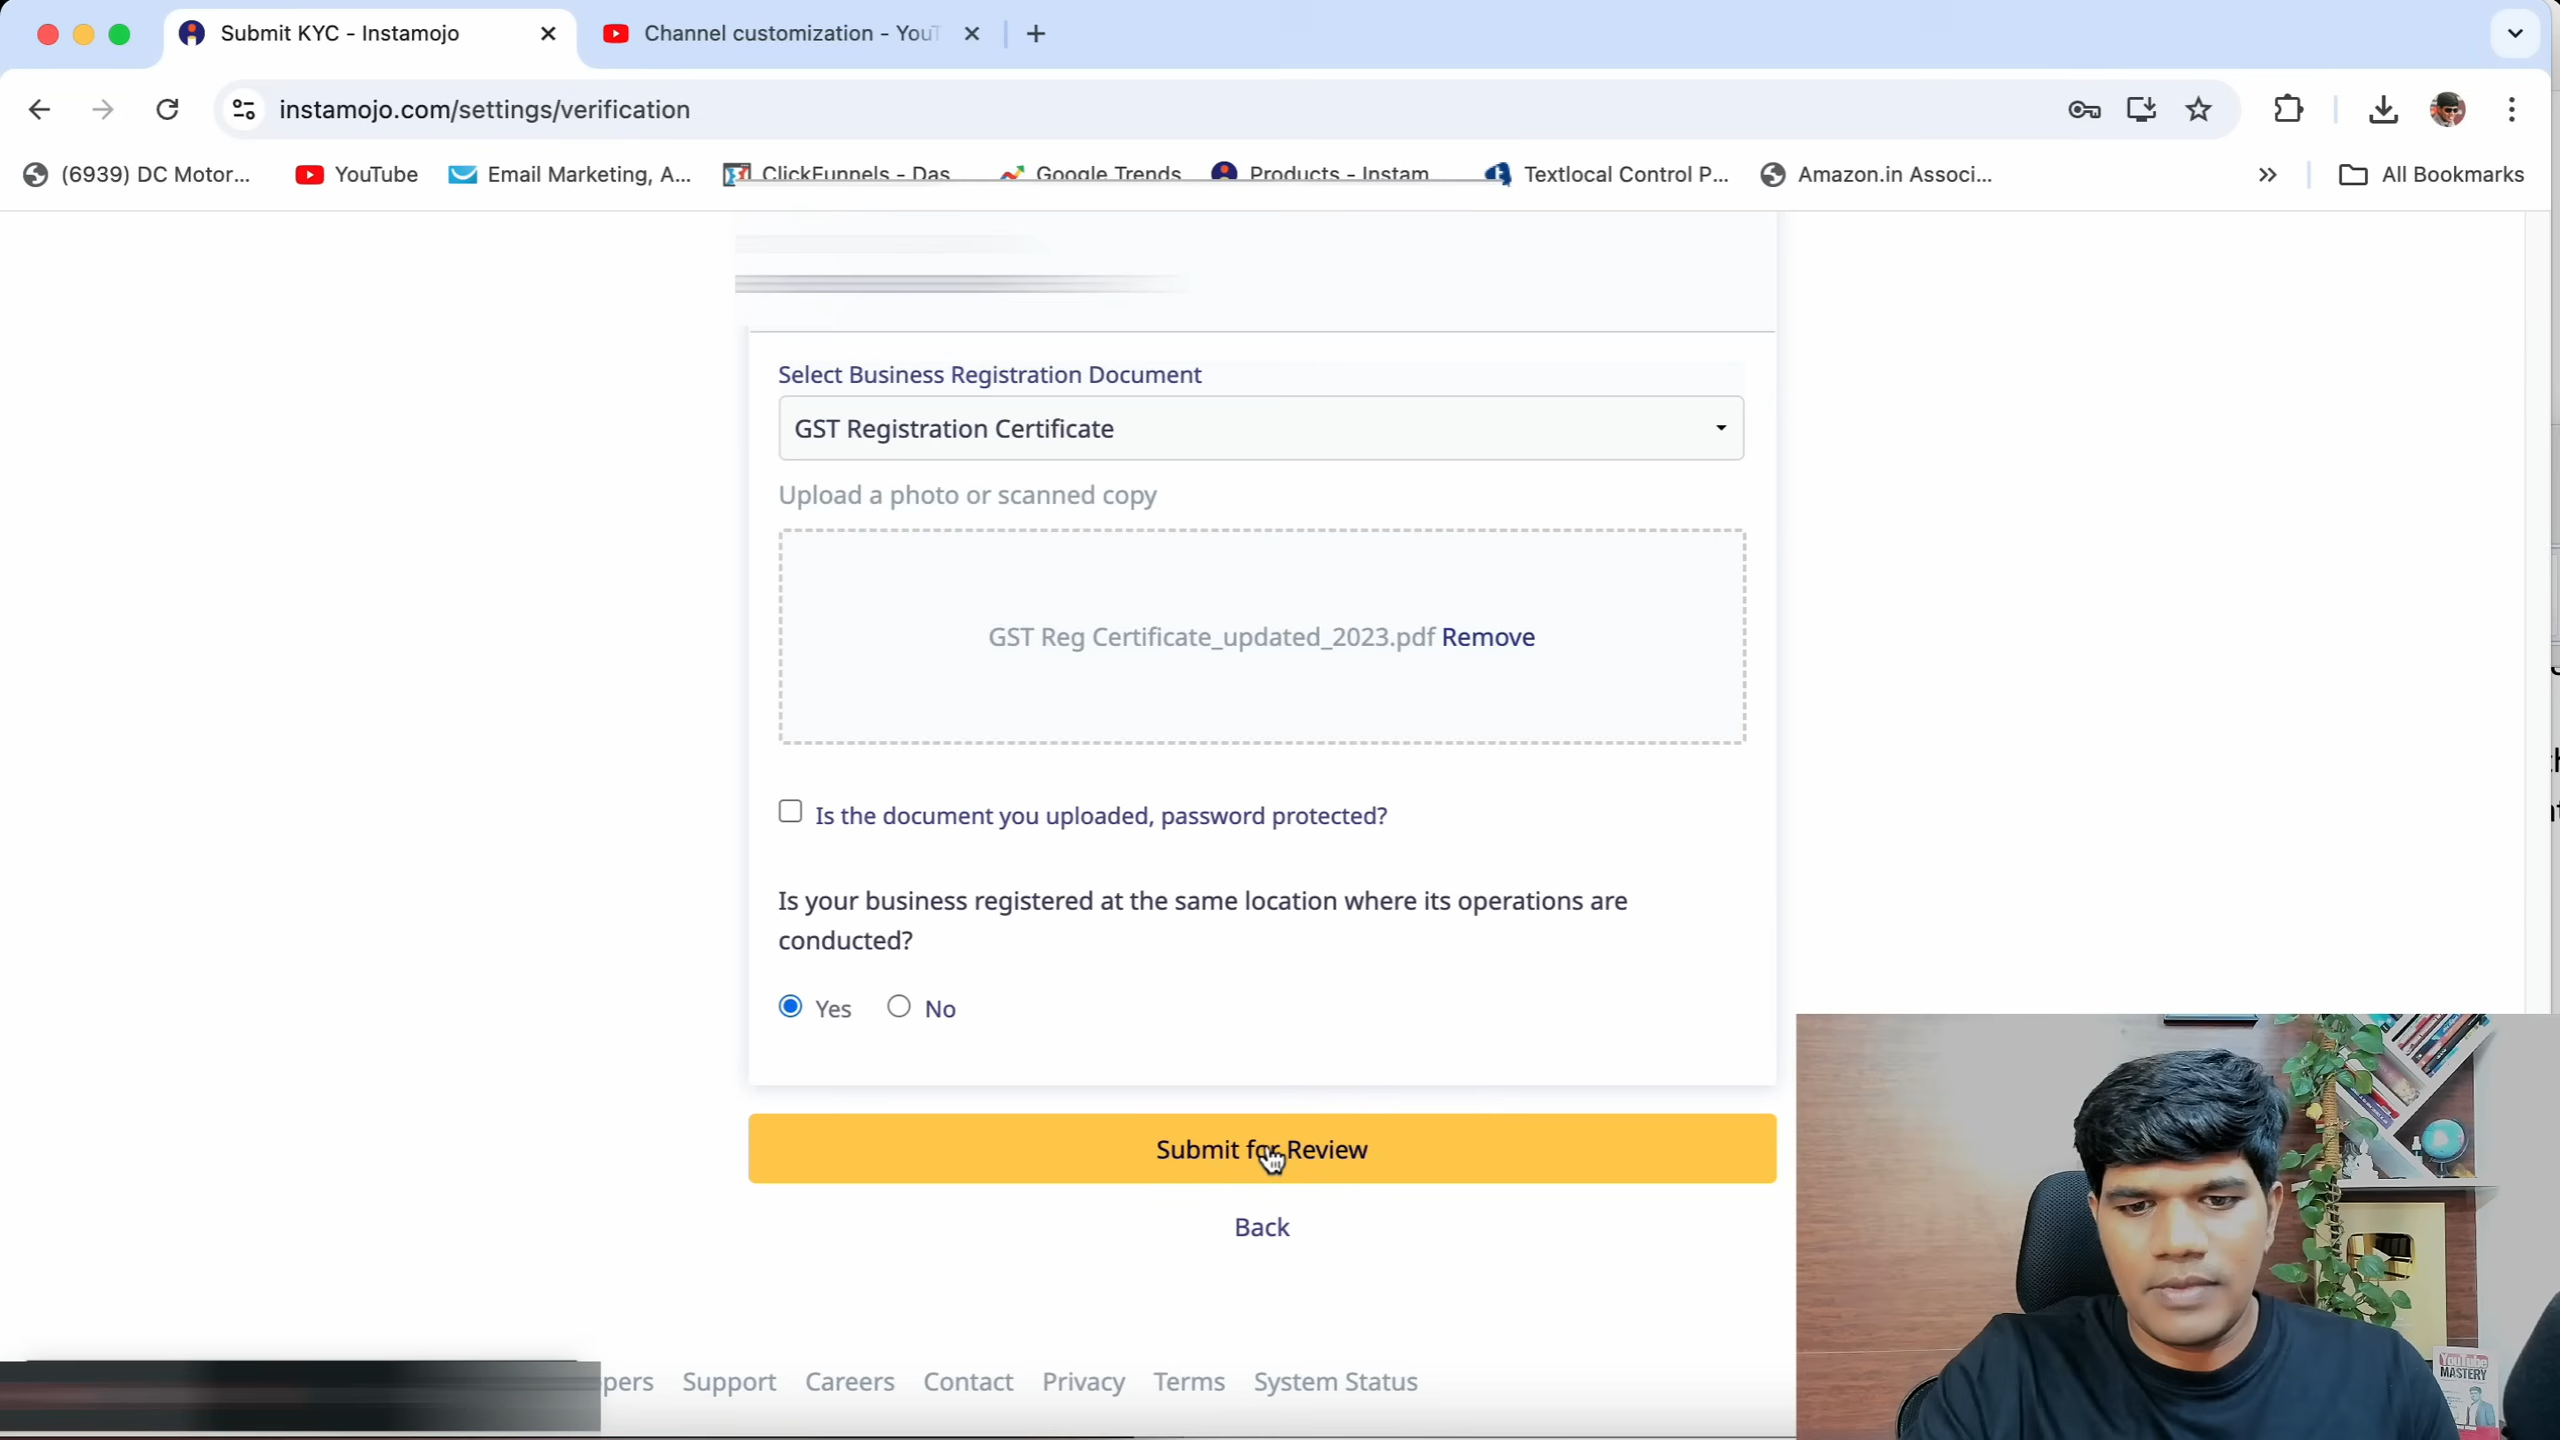 Submit KYC - Instamojo
Channel customization - YouT
instamojo.com/settings/verification
(6939) DC Motor...
YouTube
Email Marketing, A...
ClickFunnels - Das
Google Trends
Products - Instam
Textlocal Control P...
Amazon.in Associ...
All Bookmarks
Select Business Registration Document
GST Registration Certificate
Upload a photo or scanned copy
GST Reg Certificate_updated_2023.pdf Remove
Is the document you uploaded, password protected?
Is your business registered at the same location where its operations are
conducted?
Yes No
Submit for Review
Back
pers Support Careers Contact Privacy Terms System Status
YouTube
MASTERY